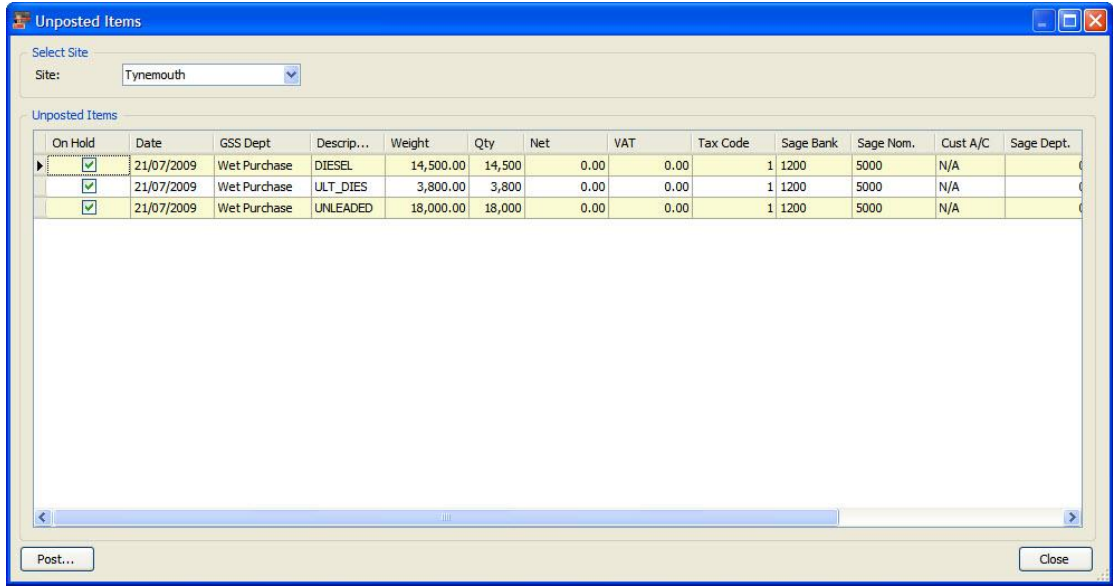 Unposted Items
Select Site
Site: Tynemouth
Unposted Items
On Hold Date GSS Dept Descrip... Weight Qty Net VAT Tax Code Sage Bank Sage Nom. Cust A/C Sage Dept.
21/07/2009 Wet Purchase DIESEL 14,500.00 14,500 0.00 0.00 1 1200 5000 N/A
21/07/2009 Wet Purchase ULT_DIES 3,800.00 3,800 0.00 0.00 1 1200 5000 N/A
21/07/2009 Wet Purchase UNLEADED 18,000.00 18,000 0.00 0.00 1 1200 5000 N/A
Post... Close